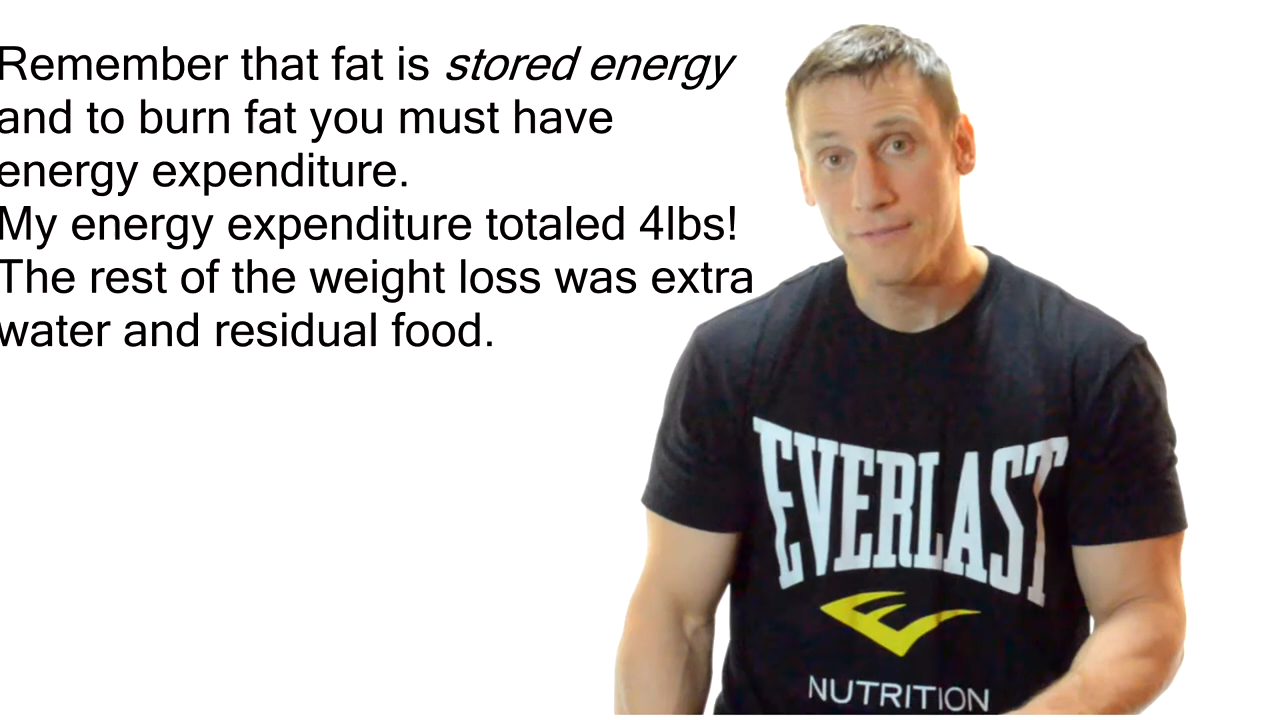 Remember that fat is stored energy
and to burn fat you must have
energy expenditure.
My energy expenditure totaled 4lbs!
The rest of the weight loss was extra
water and residual food.
EVERLAST
NUTRITION